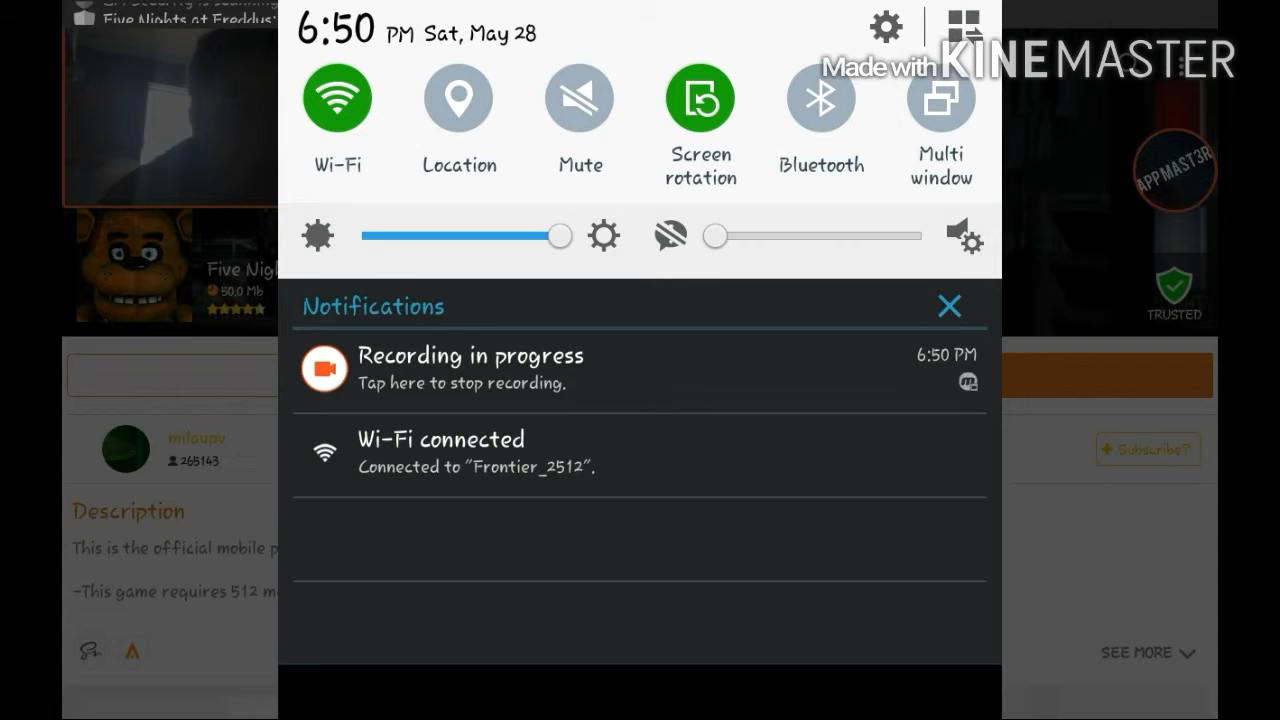 6:50 PM Sat, May 28
Made with KINEMASTER
Wi-Fi
Location
Mute
Screen rotation
Bluetooth
Multi window
Notifications
Recording in progress
6:50 PM
Tap here to stop recording.
Wi-Fi connected
Connected to "Frontier_2512".
Five Nights at Freddys:
APPMAST3R
Five Nig
50,0 Mb
TRUSTED
milaupv
265143
Subscribe?
Description
This is the official mobile p
-This game requires 512 m
SEE MORE